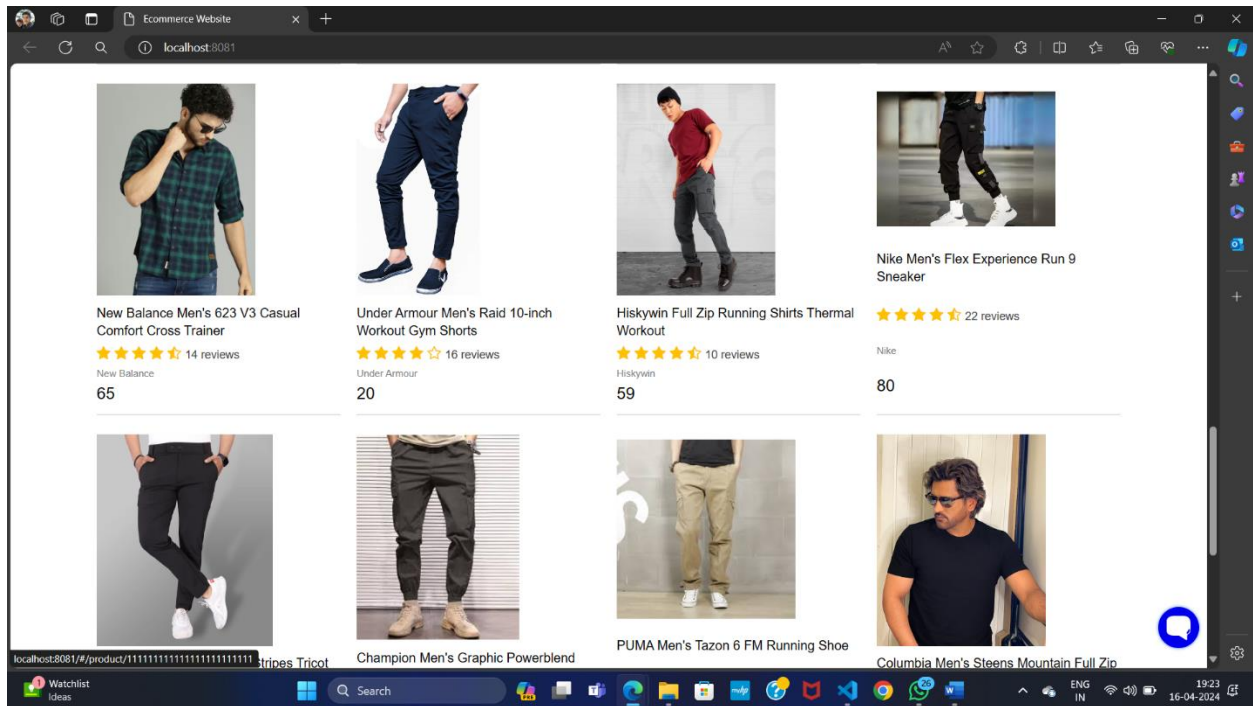 Ecommerce Website
localhost:8081
New Balance Men's 623 V3 Casual
Comfort Cross Trainer
14 reviews
New Balance
65
Under Armour Men's Raid 10-inch
Workout Gym Shorts
16 reviews
Under Armour
20
Hiskywin Full Zip Running Shirts Thermal
Workout
10 reviews
Hiskywin
59
Nike Men's Flex Experience Run 9
Sneaker
22 reviews
Nike
80
Stripes Tricot
Champion Men's Graphic Powerblend
PUMA Men's Tazon 6 FM Running Shoe
Columbia Men's Steens Mountain Full Zip
1
Watchlist
Ideas
Search
PRE
26
ENG
IN
19:23
16-04-2024